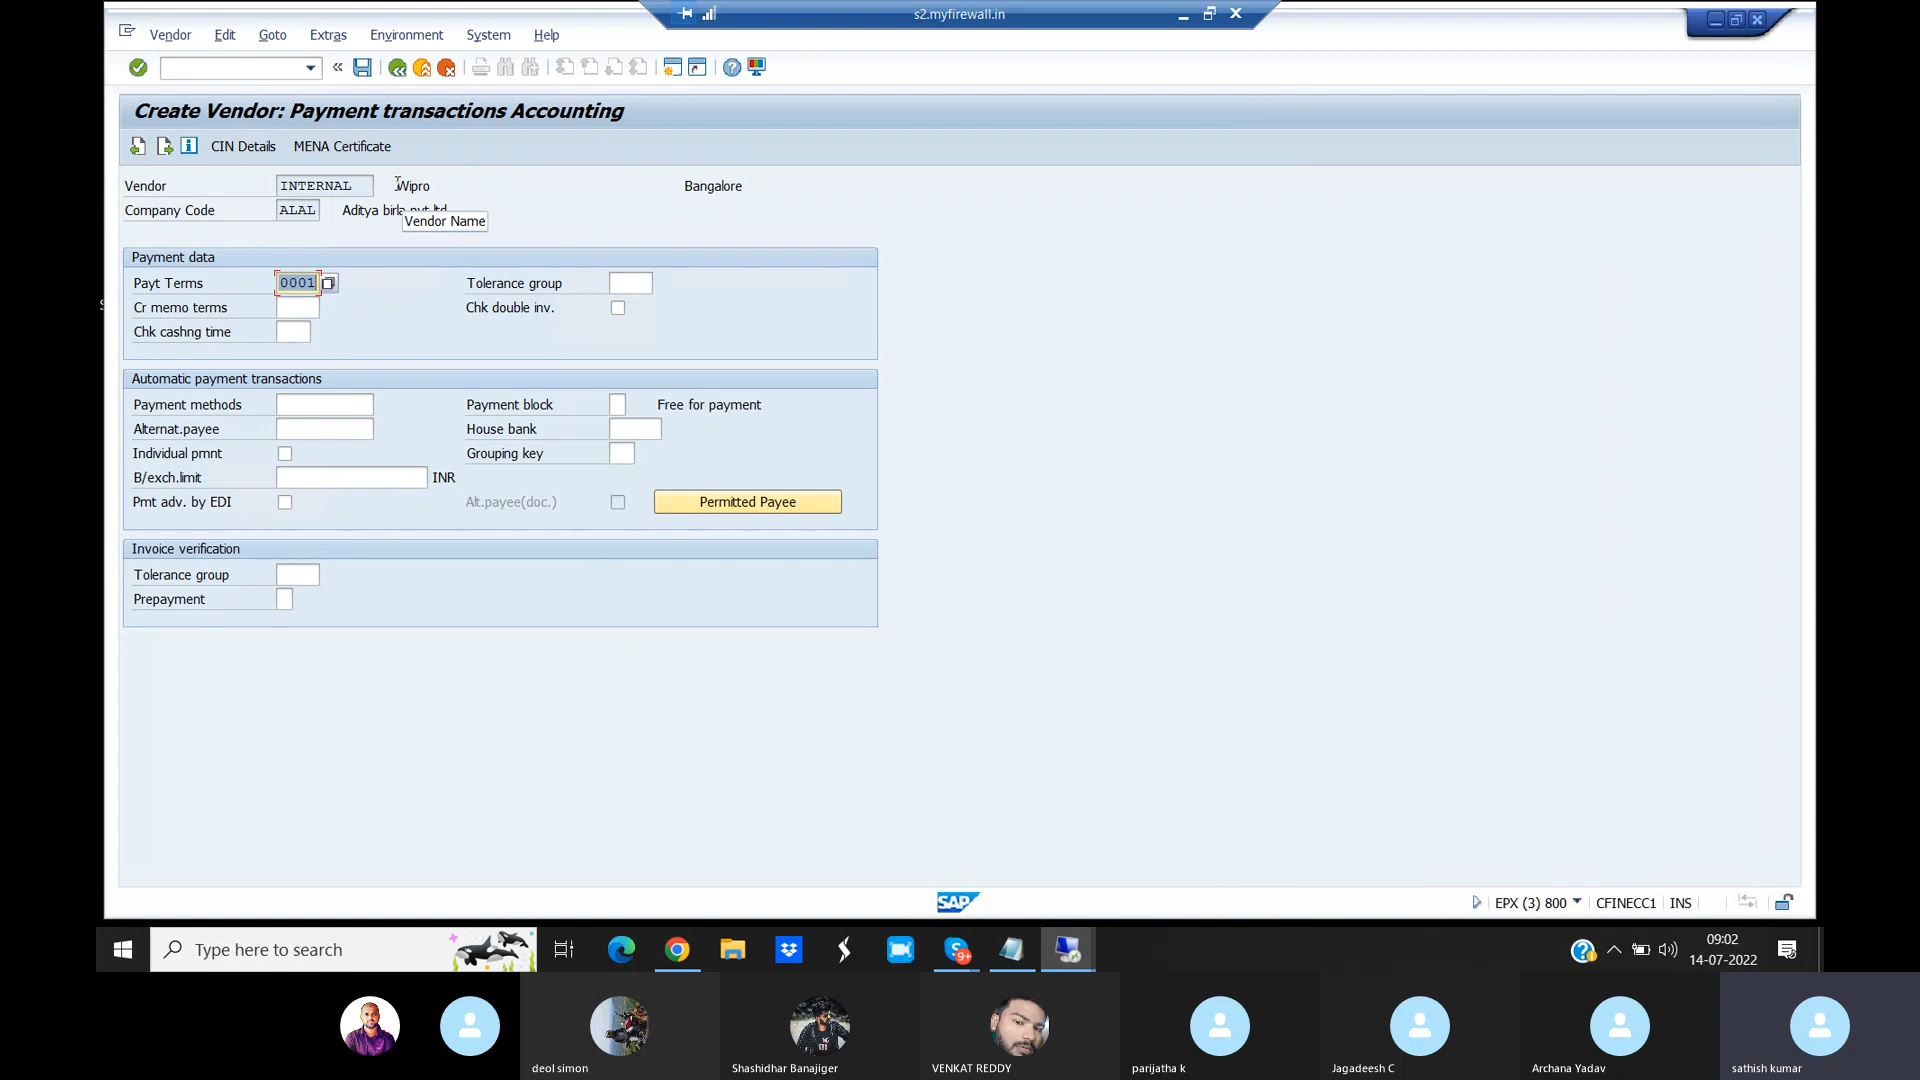 s2.myfirewall.in
Vendor Edit Goto Extras Environment System Help
Create Vendor: Payment transactions Accounting
CIN Details MENA Certificate
Vendor INTERNAL Wipro Bangalore
Company Code ALAL Aditya birla pvt ltd
Vendor Name
Payment data
Payt Terms 0001 Tolerance group
Cr memo terms Chk double inv.
Chk cashng time
Automatic payment transactions
Payment methods Payment block Free for payment
Alternat.payee House bank
Individual pmnt Grouping key
B/exch.limit INR
Pmt adv. by EDI Alt.payee(doc.) Permitted Payee
Invoice verification
Tolerance group
Prepayment
SAP
EPX (3) 800 CFINECC1 INS
Type here to search
9+
09:02
14-07-2022
deol simon Shashidhar Banajiger VENKAT REDDY parijatha k Jagadeesh C Archana Yadav sathish kumar